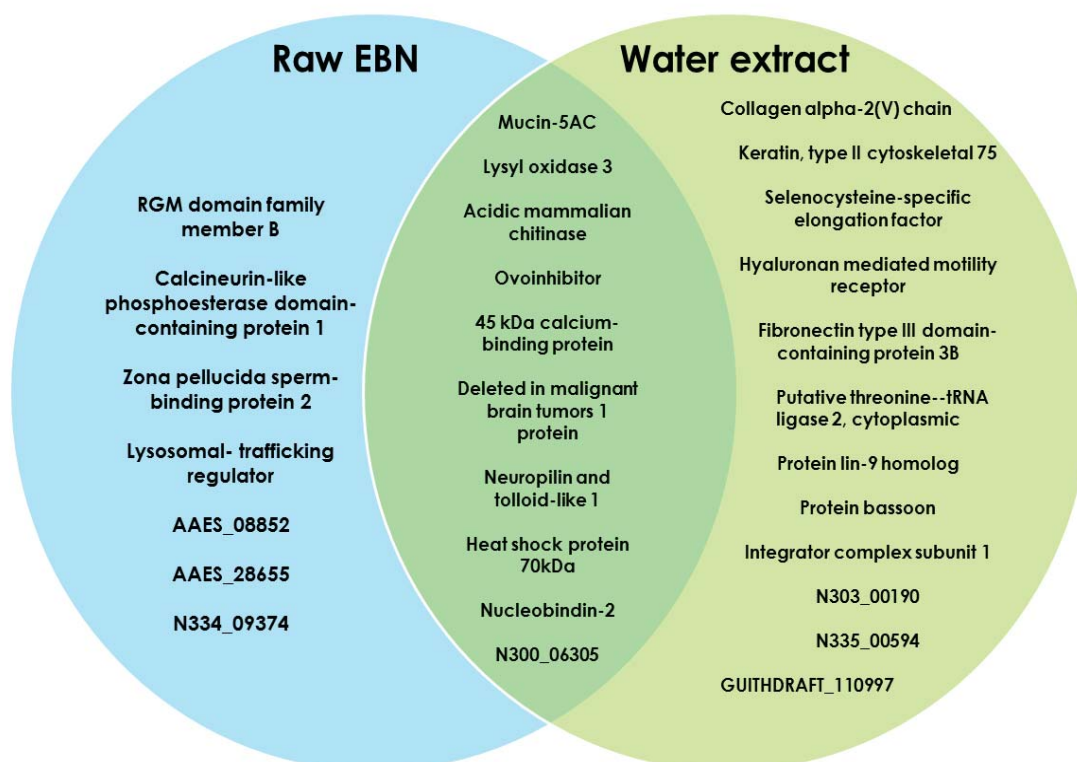 Raw EBN
Water extract
RGM domain family
member B
Calcineurin-like
phosphoesterase domain-
containing protein 1
Zona pellucida sperm-
binding protein 2
Lysosomal- trafficking
regulator
AAES_08852
AAES_28655
N334_09374
Mucin-5AC
Lysyl oxidase 3
Acidic mammalian
chitinase
Ovoinhibitor
45 kDa calcium-
binding protein
Deleted in malignant
brain tumors 1
protein
Neuropilin and
tolloid-like 1
Heat shock protein
70kDa
Nucleobindin-2
N300_06305
Collagen alpha-2(V) chain
Keratin, type II cytoskeletal 75
Selenocysteine-specific
elongation factor
Hyaluronan mediated motility
receptor
Fibronectin type III domain-
containing protein 3B
Putative threonine--tRNA
ligase 2, cytoplasmic
Protein lin-9 homolog
Protein bassoon
Integrator complex subunit 1
N303_00190
N335_00594
GUITHDRAFT_110997